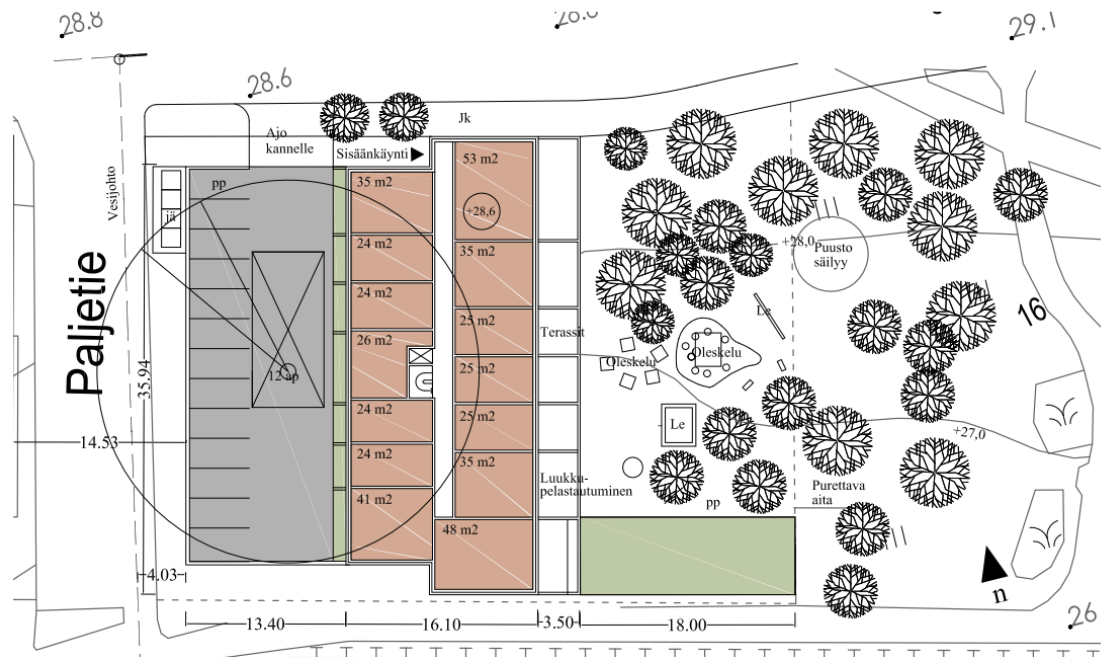 28.8
29.1
28.6
Jk
Ajo
kannelle
Sisäänkäynti
53 m2
pp
35 m2
Vesijohto
jä
+28,6
24 m2
35 m2
+28,0
Puusto
säilyy
24 m2
Paljetie
25 m2
Terassit
Le
16
26 m2
Oleskelu
Oleskelu
12 ap
25 m2
35.94
24 m2
25 m2
Le
+27,0
14.53
24 m2
35 m2
Luukku-
pelastautuminen
Purettava
aita
41 m2
pp
48 m2
4.03
n
13.40
16.10
3.50
18.00
26